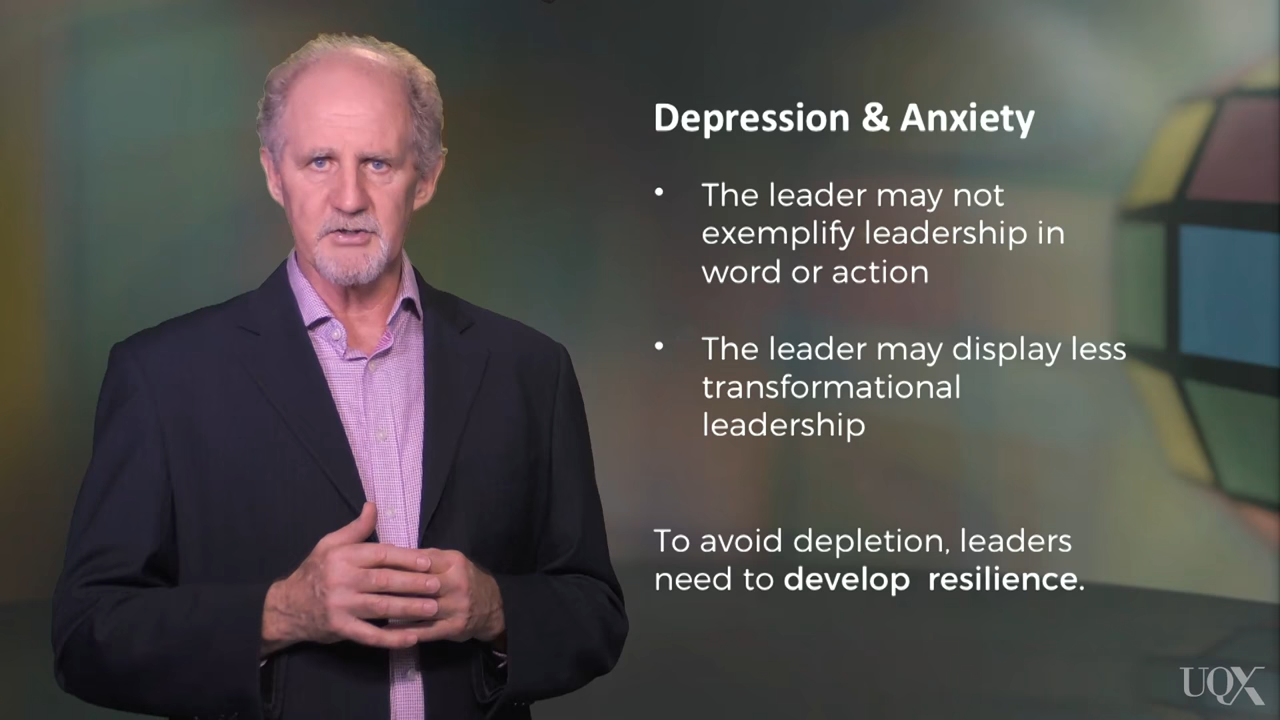 Depression & Anxiety
• The leader may not
exemplify leadership in
word or action
• The leader may display less
transformational
leadership
To avoid depletion, leaders
need to develop resilience.
UQX